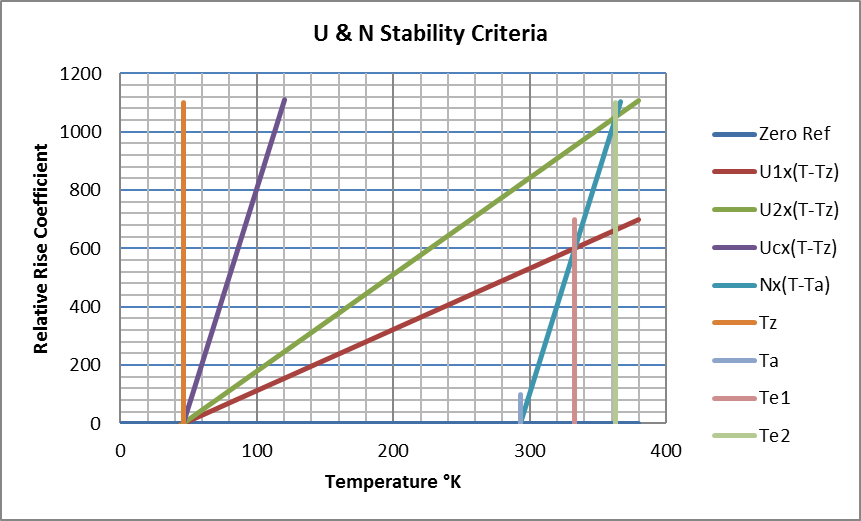 U & N Stability Criteria
1200
1000
800
600
400
200
0
0 100 200 300 400
Relative Rise Coefficient
Temperature °K
Zero Ref
U1x(T-Tz)
U2x(T-Tz)
Ucx(T-Tz)
Nx(T-Ta)
Tz
Ta
Te1
Te2